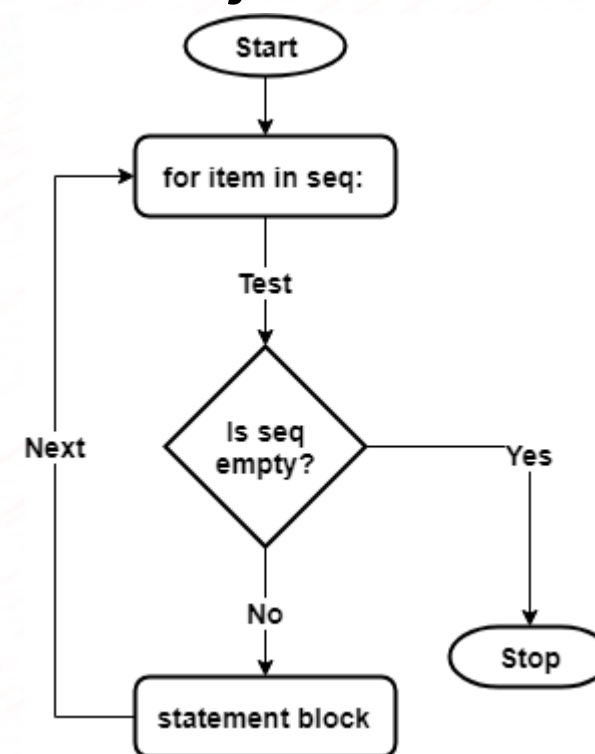 Start
for item in seq:
Test
Is seq
empty?
Next
Yes
No
Stop
statement block